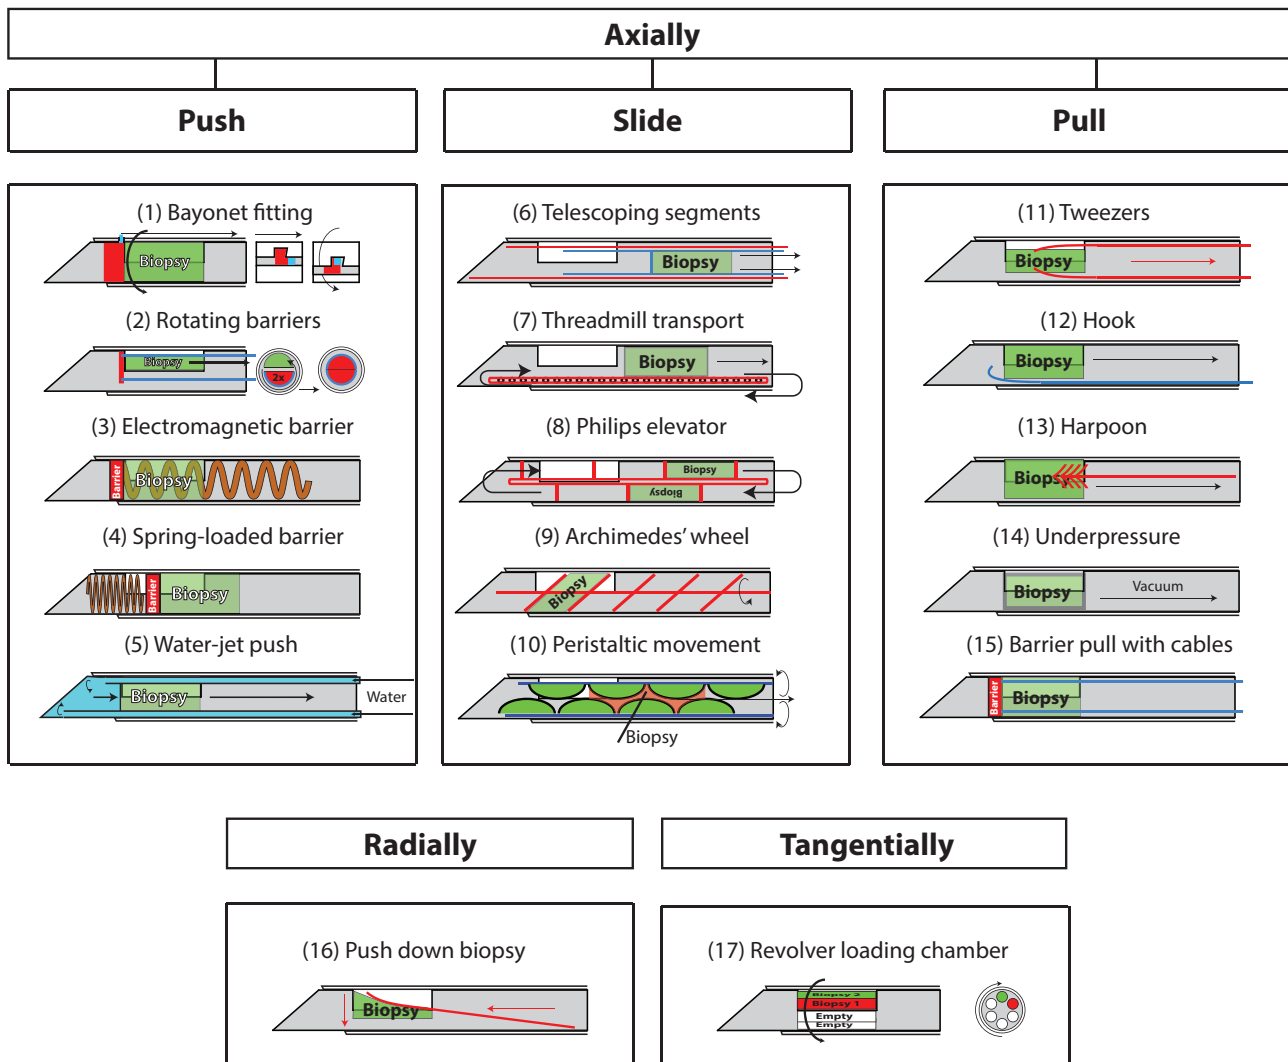 Axially
Push
Slide
Pull
(1) Bayonet fitting
Biopsy
(2) Rotating barriers
Biopsy
2x
(3) Electromagnetic barrier
Barrier
Biopsy
(4) Spring-loaded barrier
Barrier
Biopsy
(5) Water-jet push
Biopsy
Water
(6) Telescoping segments
Biopsy
(7) Threadmill transport
Biopsy
(8) Philips elevator
Biopsy
Biopsy
(9) Archimedes' wheel
Biopsy
(10) Peristaltic movement
Biopsy
(11) Tweezers
Biopsy
(12) Hook
Biopsy
(13) Harpoon
Biopsy
(14) Underpressure
Biopsy
Vacuum
(15) Barrier pull with cables
Barrier
Biopsy
Radially
Tangentially
(16) Push down biopsy
Biopsy
(17) Revolver loading chamber
Biopsy 2
Biopsy 1
Empty
Empty